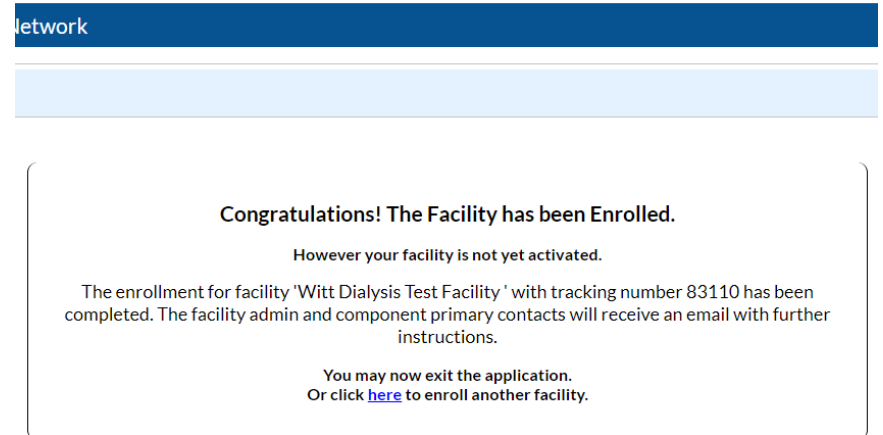 Network
Congratulations! The Facility has been Enrolled.
However your facility is not yet activated.
The enrollment for facility 'Witt Dialysis Test Facility ' with tracking number 83110 has been
completed. The facility admin and component primary contacts will receive an email with further
instructions.
You may now exit the application.
Or click here to enroll another facility.